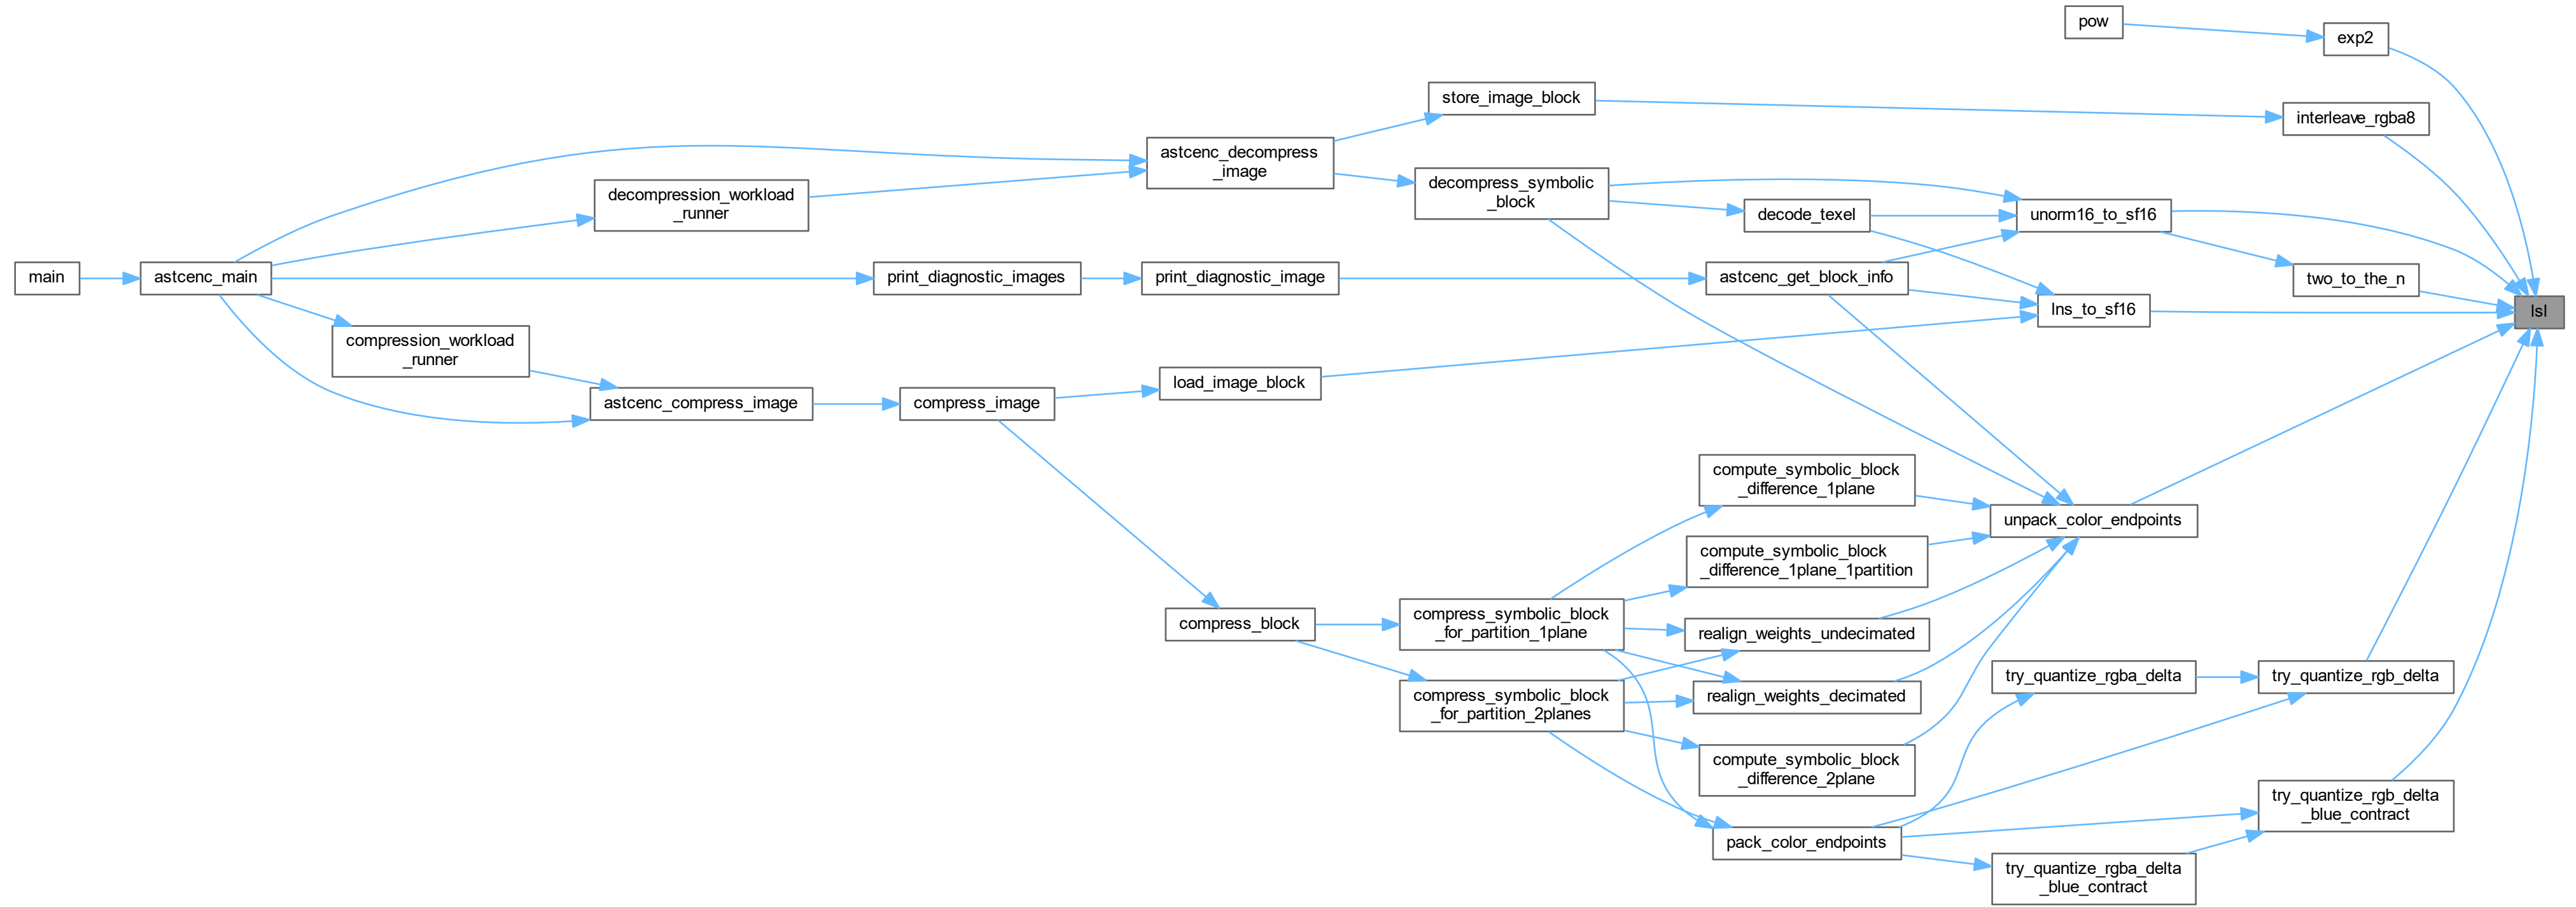 pow
exp2
store_image_block
interleave_rgba8
astcenc_decompress
_image
decompression_workload
_runner
decompress_symbolic
_block
decode_texel
unorm16_to_sf16
main
astcenc_main
print_diagnostic_images
print_diagnostic_image
astcenc_get_block_info
two_to_the_n
lns_to_sf16
lsl
compression_workload
_runner
astcenc_compress_image
compress_image
load_image_block
compute_symbolic_block
_difference_1plane
unpack_color_endpoints
compute_symbolic_block
_difference_1plane_1partition
compress_block
compress_symbolic_block
_for_partition_1plane
realign_weights_undecimated
compress_symbolic_block
_for_partition_2planes
realign_weights_decimated
try_quantize_rgba_delta
try_quantize_rgb_delta
compute_symbolic_block
_difference_2plane
try_quantize_rgb_delta
_blue_contract
pack_color_endpoints
try_quantize_rgba_delta
_blue_contract